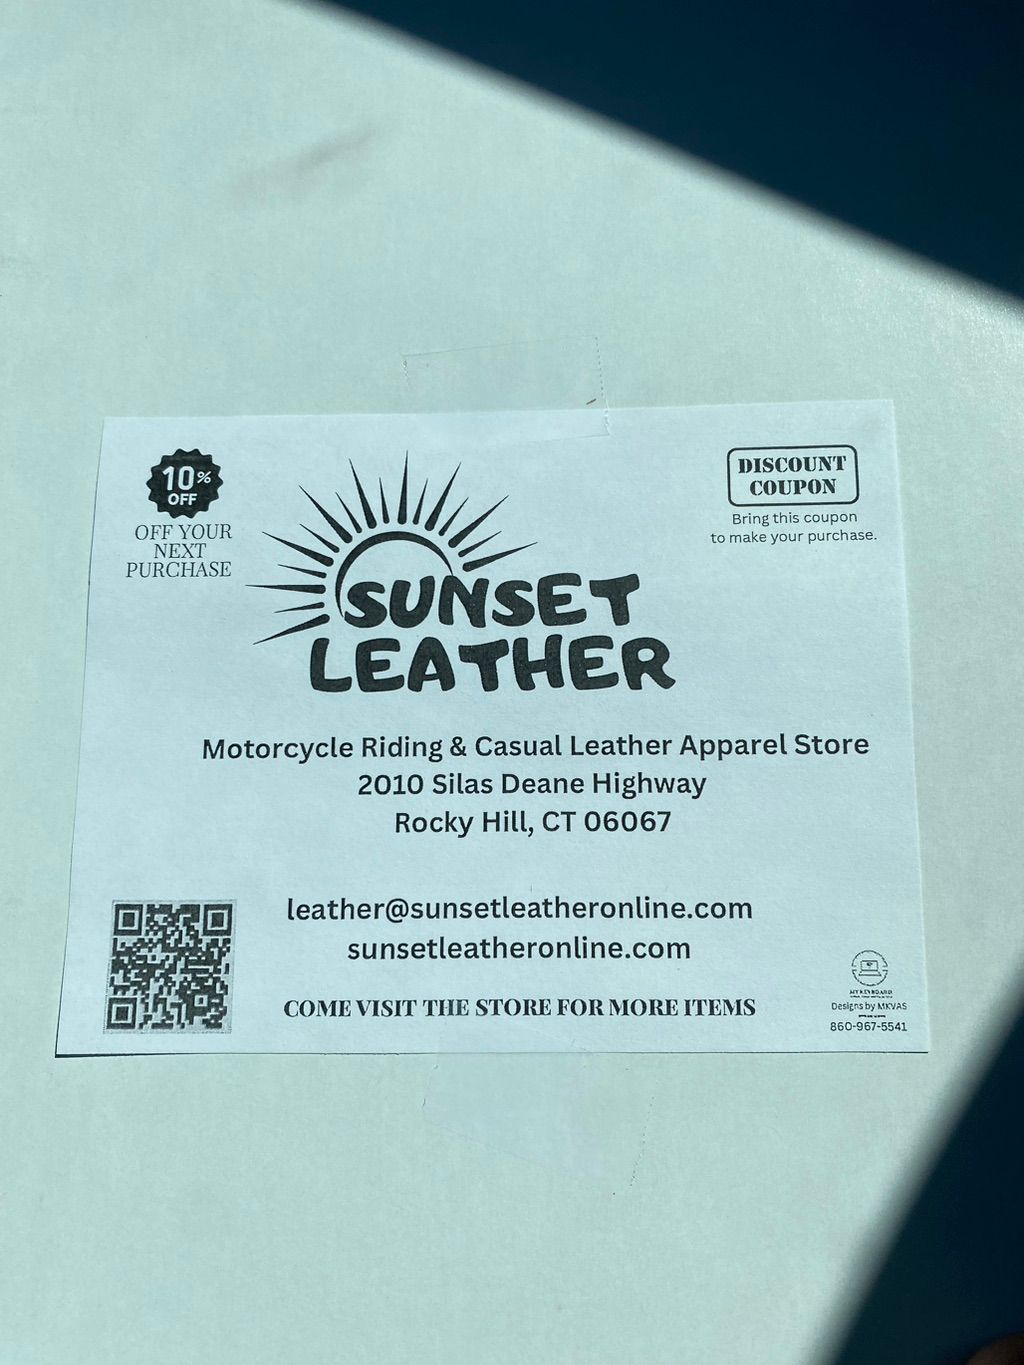 10% OFF
OFF YOUR
NEXT
PURCHASE
DISCOUNT
COUPON
Bring this coupon
to make your purchase.
SUNSET
LEATHER
Motorcycle Riding & Casual Leather Apparel Store
2010 Silas Deane Highway
Rocky Hill, CT 06067
leather@sunsetleatheronline.com
sunsetleatheronline.com
COME VISIT THE STORE FOR MORE ITEMS
MY KEYBOARD
Designs by MKVAS
860-967-5541